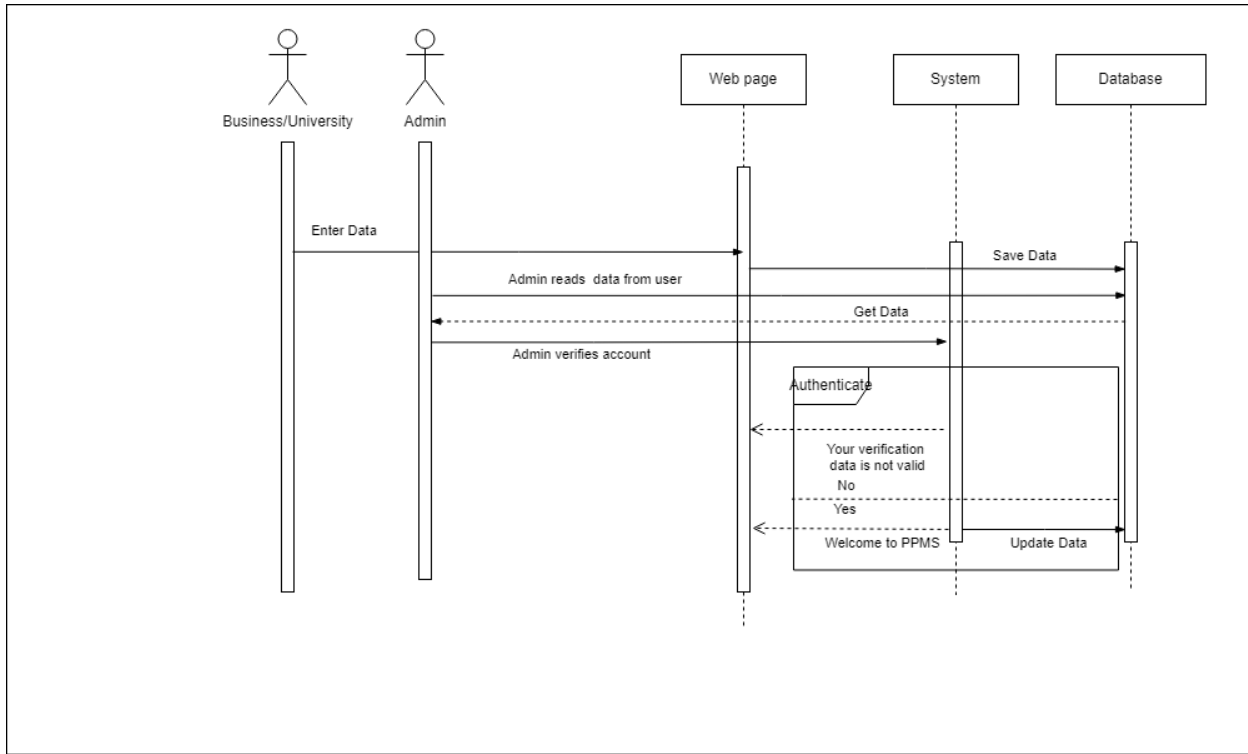 Business/University
Admin
Web page
System
Database
Enter Data
Save Data
Admin reads  data from user
Get Data
Admin verifies account
Authenticate
Your verification
data is not valid
No
Yes
Welcome to PPMS
Update Data